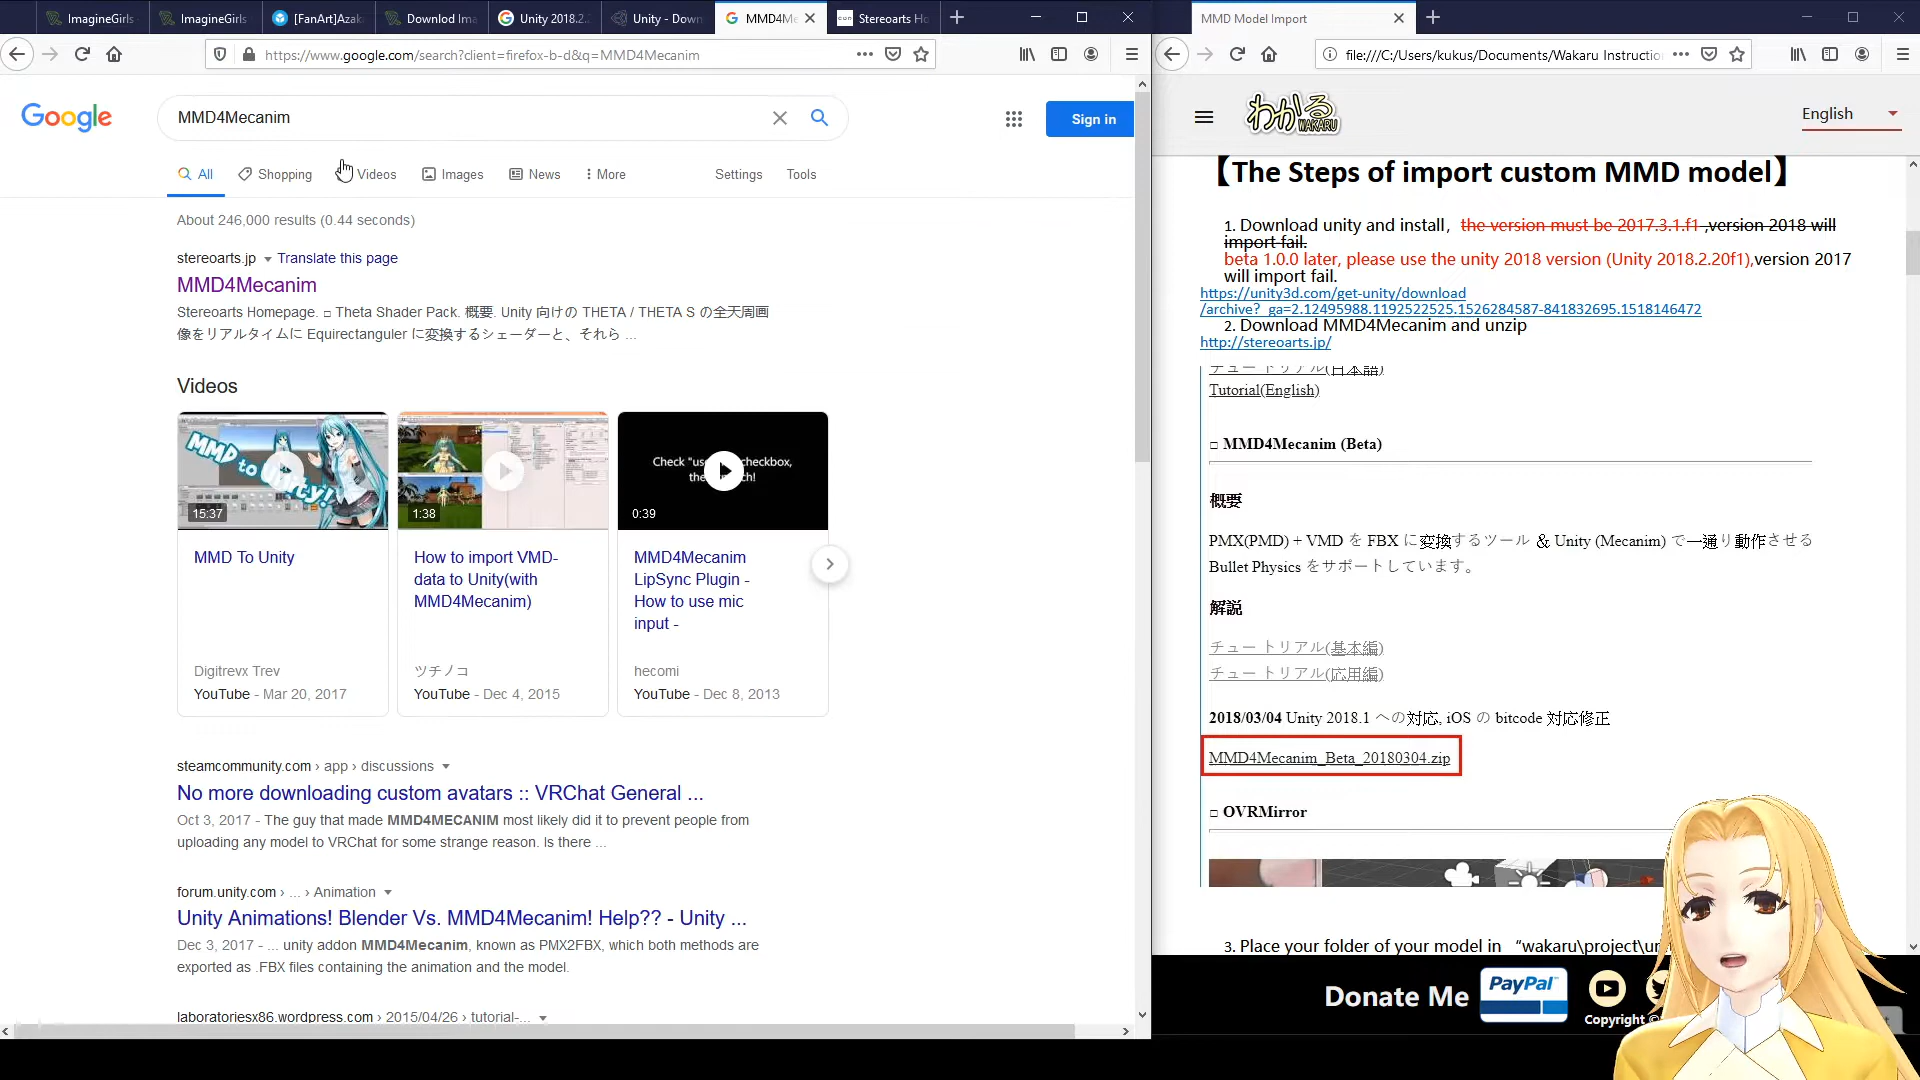 ImagineGirls
ImagineGirls
[FanArt]Azak
Downlod Ima
Unity 2018.2.
Unity - Down
MMD4Me
Stereoarts Ho
https://www.google.com/search?client=firefox-b-d&q=MMD4Mecanim
Google
MMD4Mecanim
Sign in
All
Shopping
Videos
Images
News
More
Settings
Tools
About 246,000 results (0.44 seconds)
stereoarts.jp
Translate this page
MMD4Mecanim
Stereoarts Homepage. □ Theta Shader Pack. 概要. Unity 向けの THETA / THETA S の全天周画
像をリアルタイムに Equirectanguler に変換するシェーダーと、それら ...
Videos
MMD to Unity!
15:37
1:38
0:39
MMD To Unity
Digitrevx Trev
YouTube - Mar 20, 2017
How to import VMD-
data to Unity(with
MMD4Mecanim)
ツチノコ
YouTube - Dec 4, 2015
MMD4Mecanim
LipSync Plugin -
How to use mic
input -
hecomi
YouTube - Dec 8, 2013
steamcommunity.com › app › discussions
No more downloading custom avatars :: VRChat General ...
Oct 3, 2017 - The guy that made MMD4MECANIM most likely did it to prevent people from
uploading any model to VRChat for some strange reason. Is there ...
forum.unity.com › ... › Animation
Unity Animations! Blender Vs. MMD4Mecanim! Help?? - Unity ...
Dec 3, 2017 - ... unity addon MMD4Mecanim, known as PMX2FBX, which both methods are
exported as .FBX files containing the animation and the model.
laboratoriesx86.wordpress.com › 2015/04/26 › tutorial-...
MMD Model Import
file:///C:/Users/kukus/Documents/Wakaru Instructio
わかる
WAKARU
English
【The Steps of import custom MMD model】
1. Download unity and install，the version must be 2017.3.1.f1 ,version 2018 will
import fail.
beta 1.0.0 later, please use the unity 2018 version (Unity 2018.2.20f1),version 2017
will import fail.
https://unity3d.com/get-unity/download
/archive?_ga=2.12495988.1192522525.1526284587-841832695.1518146472
2. Download MMD4Mecanim and unzip
http://stereoarts.jp/
チュートリアル(日本語)
Tutorial(English)
□ MMD4Mecanim (Beta)
概要
PMX(PMD) + VMD を FBX に変換するツール & Unity (Mecanim) で一通り動作させる
Bullet Physics をサポートしています。
解説
チュートリアル(基本編)
チュートリアル(応用編)
2018/03/04 Unity 2018.1 への対応, iOS の bitcode 対応修正
MMD4Mecanim_Beta_20180304.zip
□ OVRMirror
3. Place your folder of your model in “wakaru\project\un
Donate Me
PayPal
Copyright ©